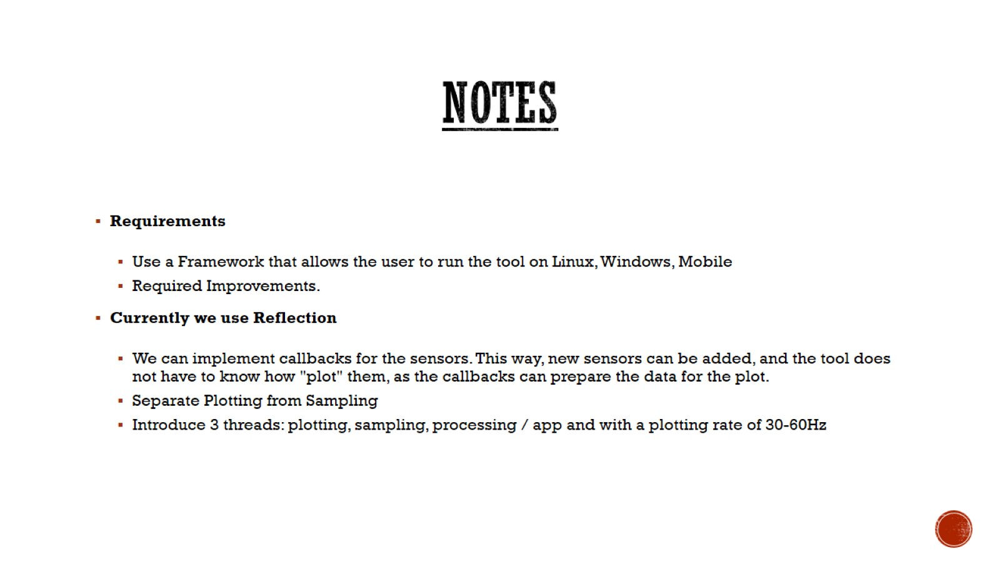 NOTES
Requirements
Use a Framework that allows the user to run the tool on Linux, Windows, Mobile
Required Improvements.
Currently we use Reflection
We can implement callbacks for the sensors. This way, new sensors can be added, and the tool does
not have to know how "plot" them, as the callbacks can prepare the data for the plot.
Separate Plotting from Sampling
Introduce 3 threads: plotting, sampling, processing / app and with a plotting rate of 30-60Hz